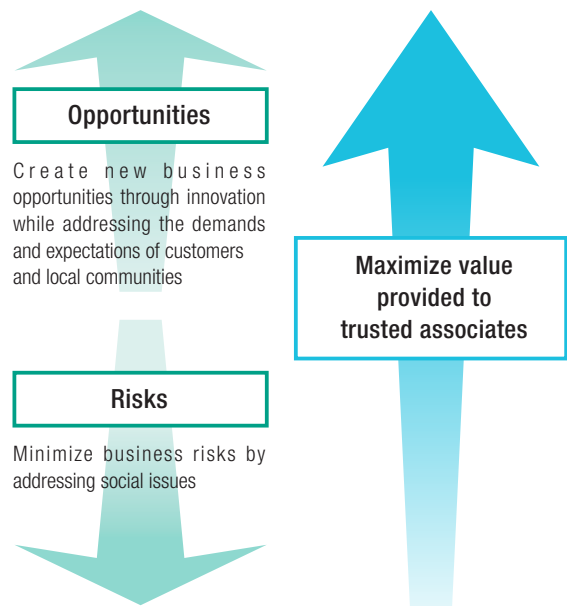 Opportunities
Create new business
opportunities through innovation
while addressing the demands
and expectations of customers
and local communities
Risks
Minimize business risks by
addressing social issues
Maximize value
provided to
trusted associates